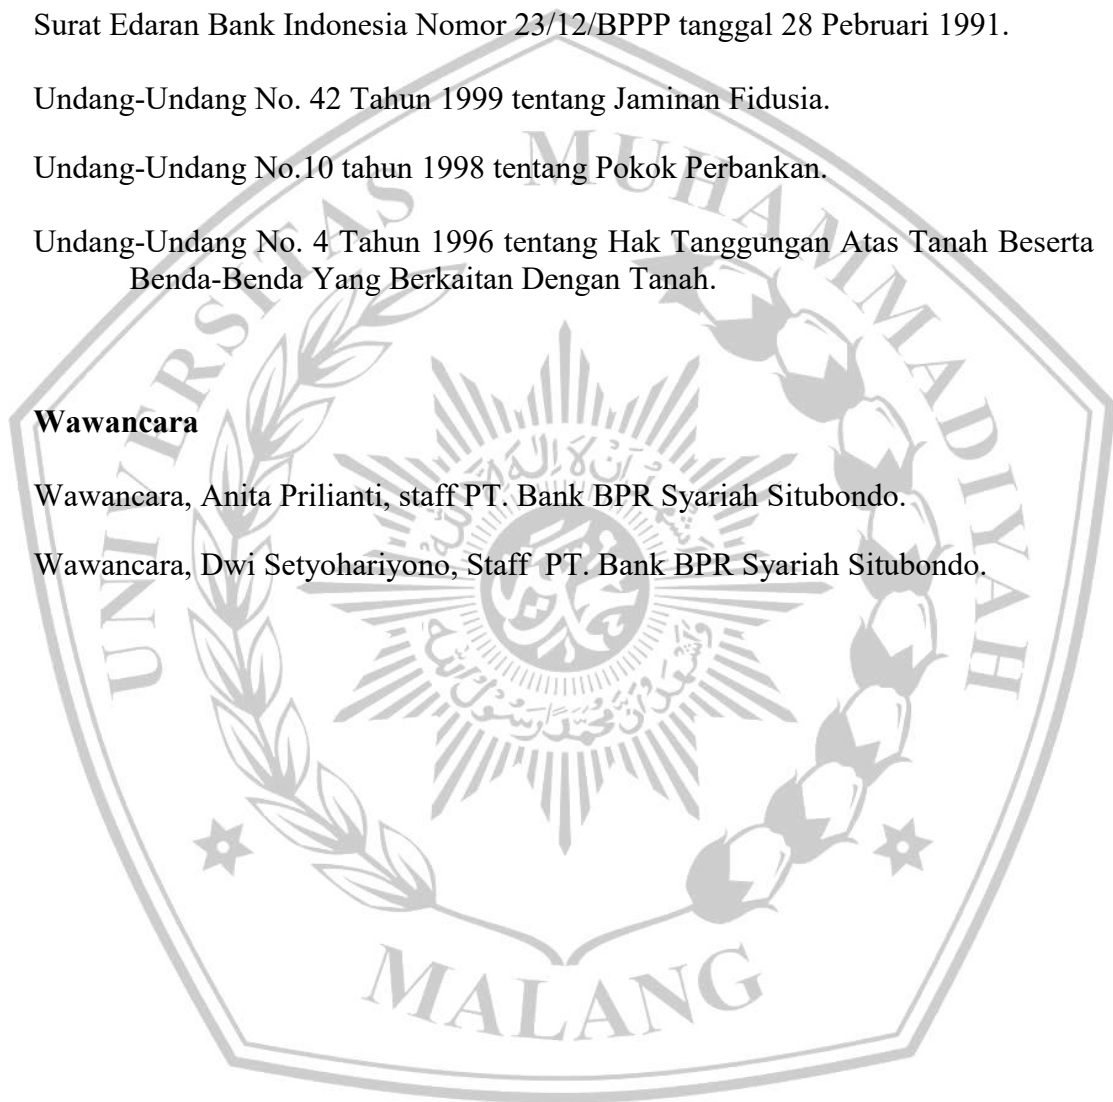 Surat Edaran Bank Indonesia Nomor 23/12/BPPP tanggal 28 Pebruari 1991.
Undang-Undang No. 42 Tahun 1999 tentang Jaminan Fidusia.
Undang-Undang No.10 tahun 1998 tentang Pokok Perbankan.
Undang-Undang No. 4 Tahun 1996 tentang Hak Tanggungan Atas Tanah Beserta
Benda-Benda Yang Berkaitan Dengan Tanah.
Wawancara
Wawancara, Anita Prilianti, staff PT. Bank BPR Syariah Situbondo.
Wawancara, Dwi Setyohariyono, Staff PT. Bank BPR Syariah Situbondo.
UNIVERSITAS MUHAMMADIYAH
MALANG